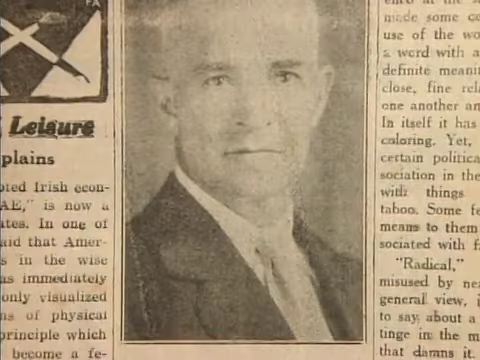 PA
Leisure
plains
oted Irish econ-
AE," is now a
ates. In one of
aid that Amer-
s in the wise
as immediately
only visualized
ns of physical
principle which
become a fe-
made some co
use of the wo
a word with a
definite meani
close, fine rel
one another an
In itself it has
coloring. Yet,
certain politica
sociation in the
with things
taboo. Some fe
means to them
sociated with f
"Radical,"
misused by nea
general view, i
to say, about a
tinge in the m
that damns it.